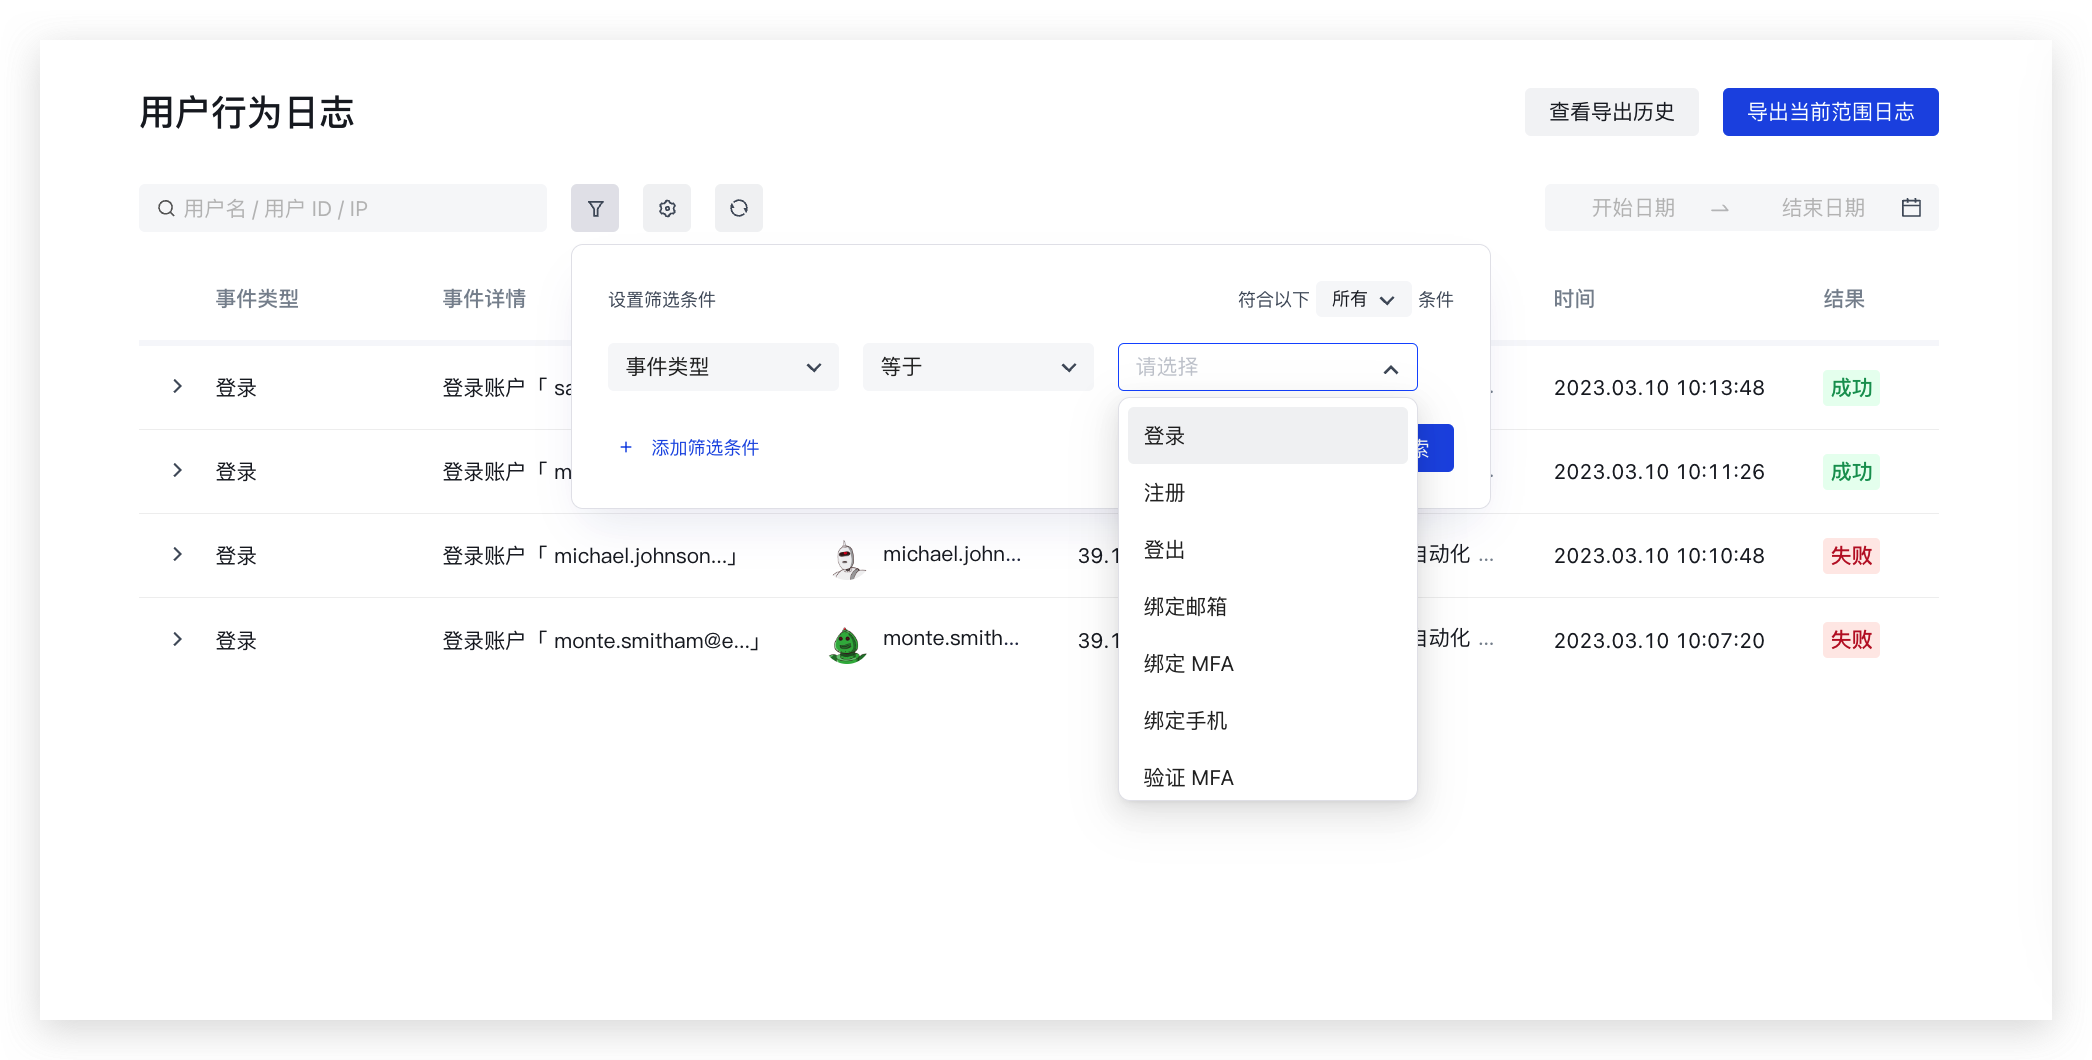 用户行为日志
查看导出历史
导出当前范围日志
用户名 / 用户 ID / IP
开始日期
结束日期
事件类型
事件详情
时间
结果
设置筛选条件
符合以下 所有 条件
事件类型
等于
请选择
添加筛选条件
索
登录
注册
登出
绑定邮箱
绑定 MFA
绑定手机
验证 MFA
登录 登录账户「 sa 2023.03.10 10:13:48 成功
登录 登录账户「 m 2023.03.10 10:11:26 成功
登录 登录账户「 michael.johnson...」 michael.john... 39.1 自动化 ... 2023.03.10 10:10:48 失败
登录 登录账户「 monte.smitham@e...」 monte.smith... 39.1 自动化 ... 2023.03.10 10:07:20 失败